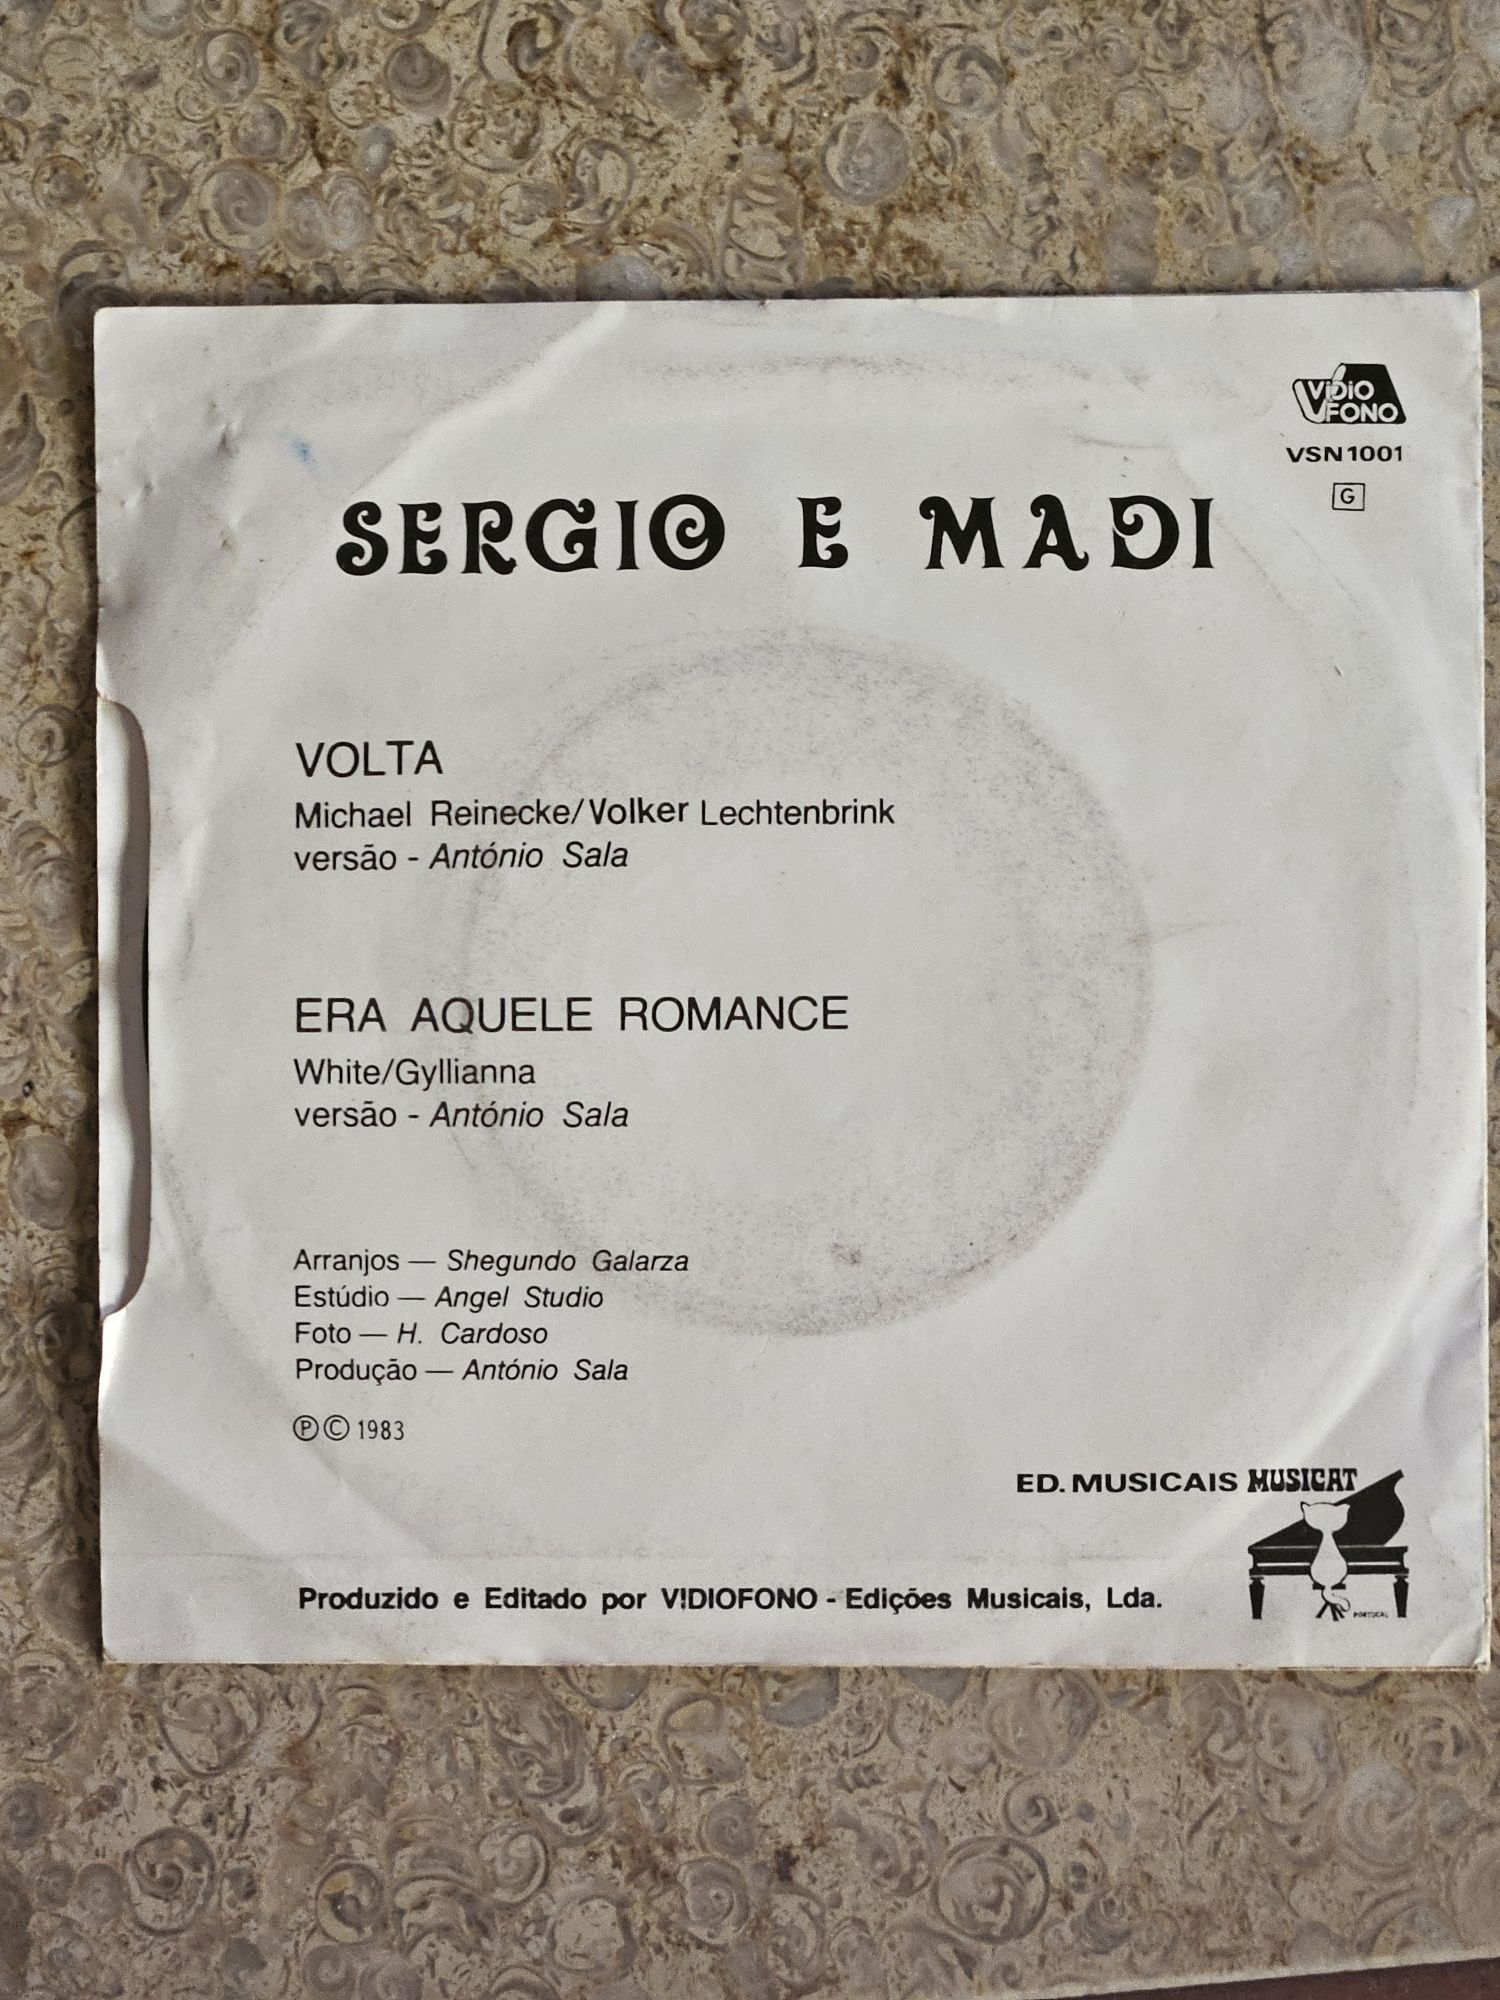 VIDIO
FONO
VSN1001
G
SERGIO E MADI
VOLTA
Michael Reinecke/Volker Lechtenbrink
versão - António Sala
ERA AQUELE ROMANCE
White/Gyllianna
versão - António Sala
Arranjos — Shegundo Galarza
Estúdio — Angel Studio
Foto — H. Cardoso
Produção — António Sala
℗ © 1983
ED. MUSICAIS MUSICAT
PORTUGAL
Produzido e Editado por VIDIOFONO - Edições Musicais, Lda.